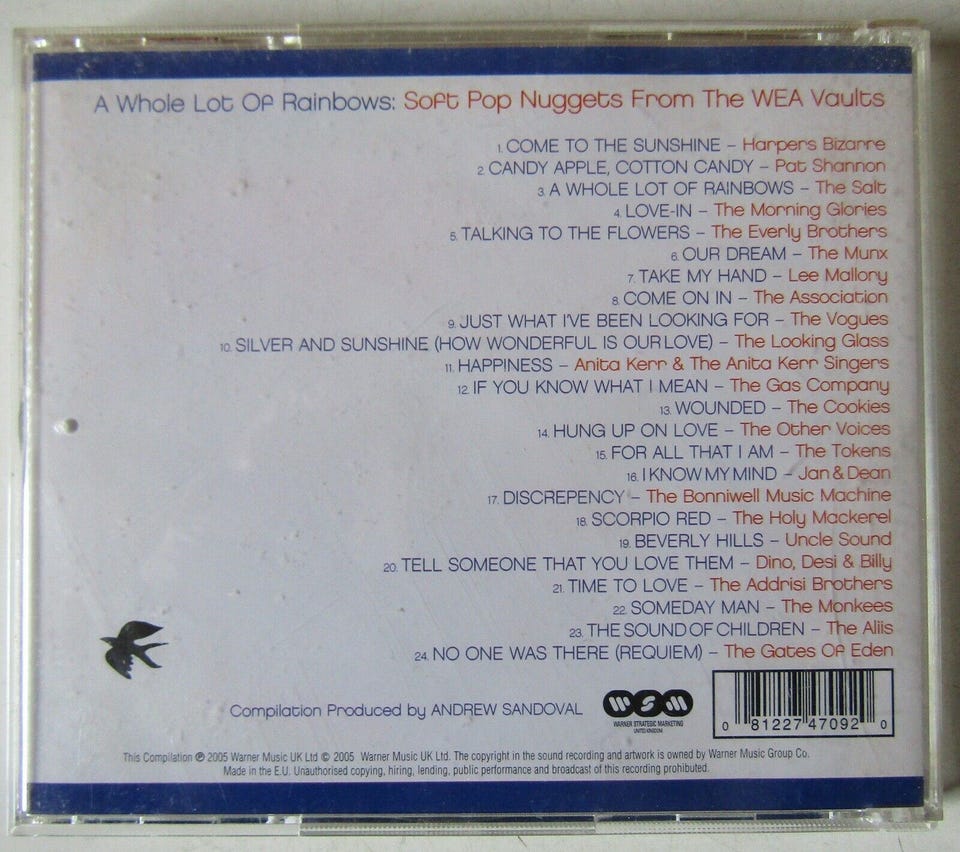 A Whole Lot Of Rainbows: Soft Pop Nuggets From The WEA Vaults
1. COME TO THE SUNSHINE – Harpers Bizarre
2. CANDY APPLE, COTTON CANDY – Pat Shannon
3. A WHOLE LOT OF RAINBOWS – The Salt
4. LOVE-IN – The Morning Glories
5. TALKING TO THE FLOWERS – The Everly Brothers
6. OUR DREAM – The Munx
7. TAKE MY HAND – Lee Mallory
8. COME ON IN – The Association
9. JUST WHAT I'VE BEEN LOOKING FOR – The Vogues
10. SILVER AND SUNSHINE (HOW WONDERFUL IS OUR LOVE) – The Looking Glass
11. HAPPINESS – Anita Kerr & The Anita Kerr Singers
12. IF YOU KNOW WHAT I MEAN – The Gas Company
13. WOUNDED – The Cookies
14. HUNG UP ON LOVE – The Other Voices
15. FOR ALL THAT I AM – The Tokens
16. I KNOW MY MIND – Jan & Dean
17. DISCREPENCY – The Bonniwell Music Machine
18. SCORPIO RED – The Holy Mackerel
19. BEVERLY HILLS – Uncle Sound
20. TELL SOMEONE THAT YOU LOVE THEM – Dino, Desi & Billy
21. TIME TO LOVE – The Addrisi Brothers
22. SOMEDAY MAN – The Monkees
23. THE SOUND OF CHILDREN – The Aliis
24. NO ONE WAS THERE (REQUIEM) – The Gates Of Eden
Compilation Produced by ANDREW SANDOVAL
WSM
WARNER STRATEGIC MARKETING
UNITED KINGDOM
0 81227 47092 0
This Compilation ℗ 2005 Warner Music UK Ltd © 2005 Warner Music UK Ltd. The copyright in the sound recording and artwork is owned by Warner Music Group Co.
Made in the E.U. Unauthorised copying, hiring, lending, public performance and broadcast of this recording prohibited.